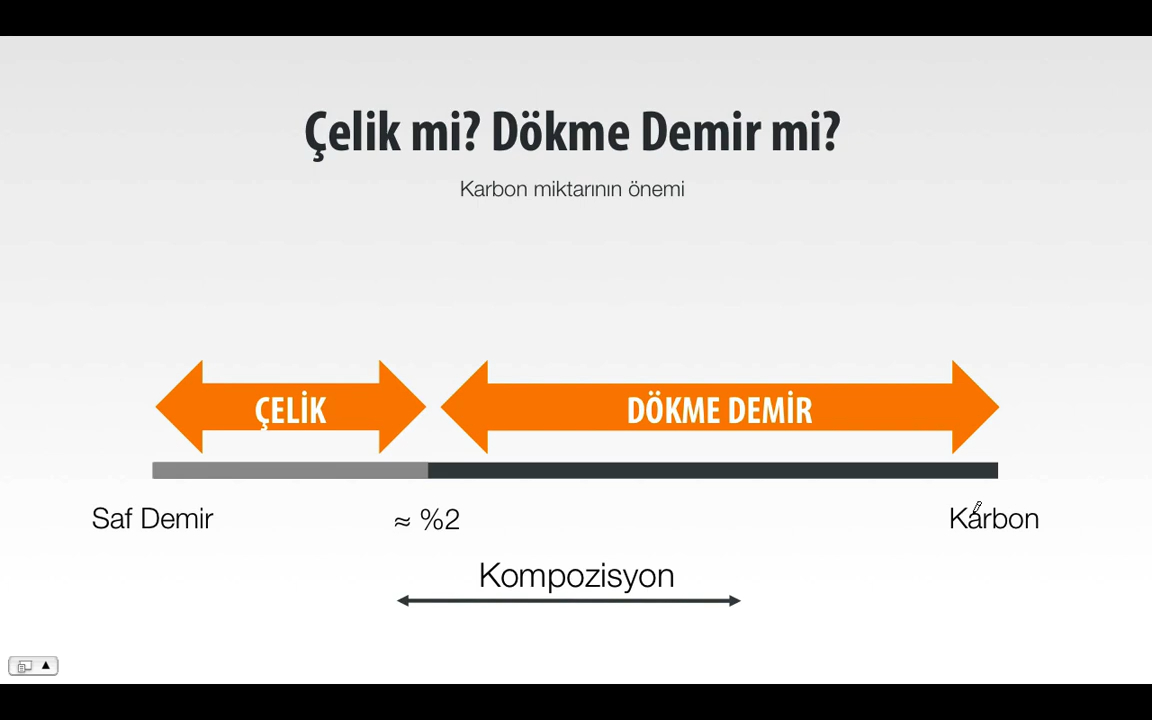 Çelik mi? Dökme Demir mi?
Karbon miktarının önemi
ÇELİK
DÖKME DEMİR
Saf Demir
≈ %2
Karbon
Kompozisyon